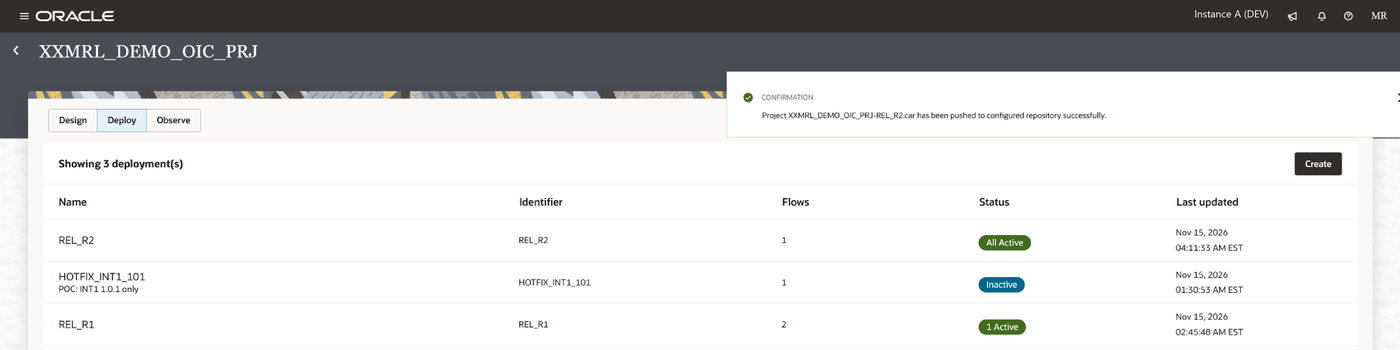 ORACLE
Instance A (DEV)
MR
XXMRL_DEMO_OIC_PRJ
CONFIRMATION
Project XXMRL_DEMO_OIC_PRJ-REL_R2.car has been pushed to configured repository successfully.
Design Deploy Observe
Showing 3 deployment(s)
Create
Name Identifier Flows Status Last updated
REL_R2 REL_R2 1 All Active Nov 15, 2026
04:11:33 AM EST
HOTFIX_INT1_101 HOTFIX_INT1_101 1 Inactive Nov 15, 2026
POC: INT1 1.0.1 only 01:30:53 AM EST
REL_R1 REL_R1 2 1 Active Nov 15, 2026
02:45:48 AM EST